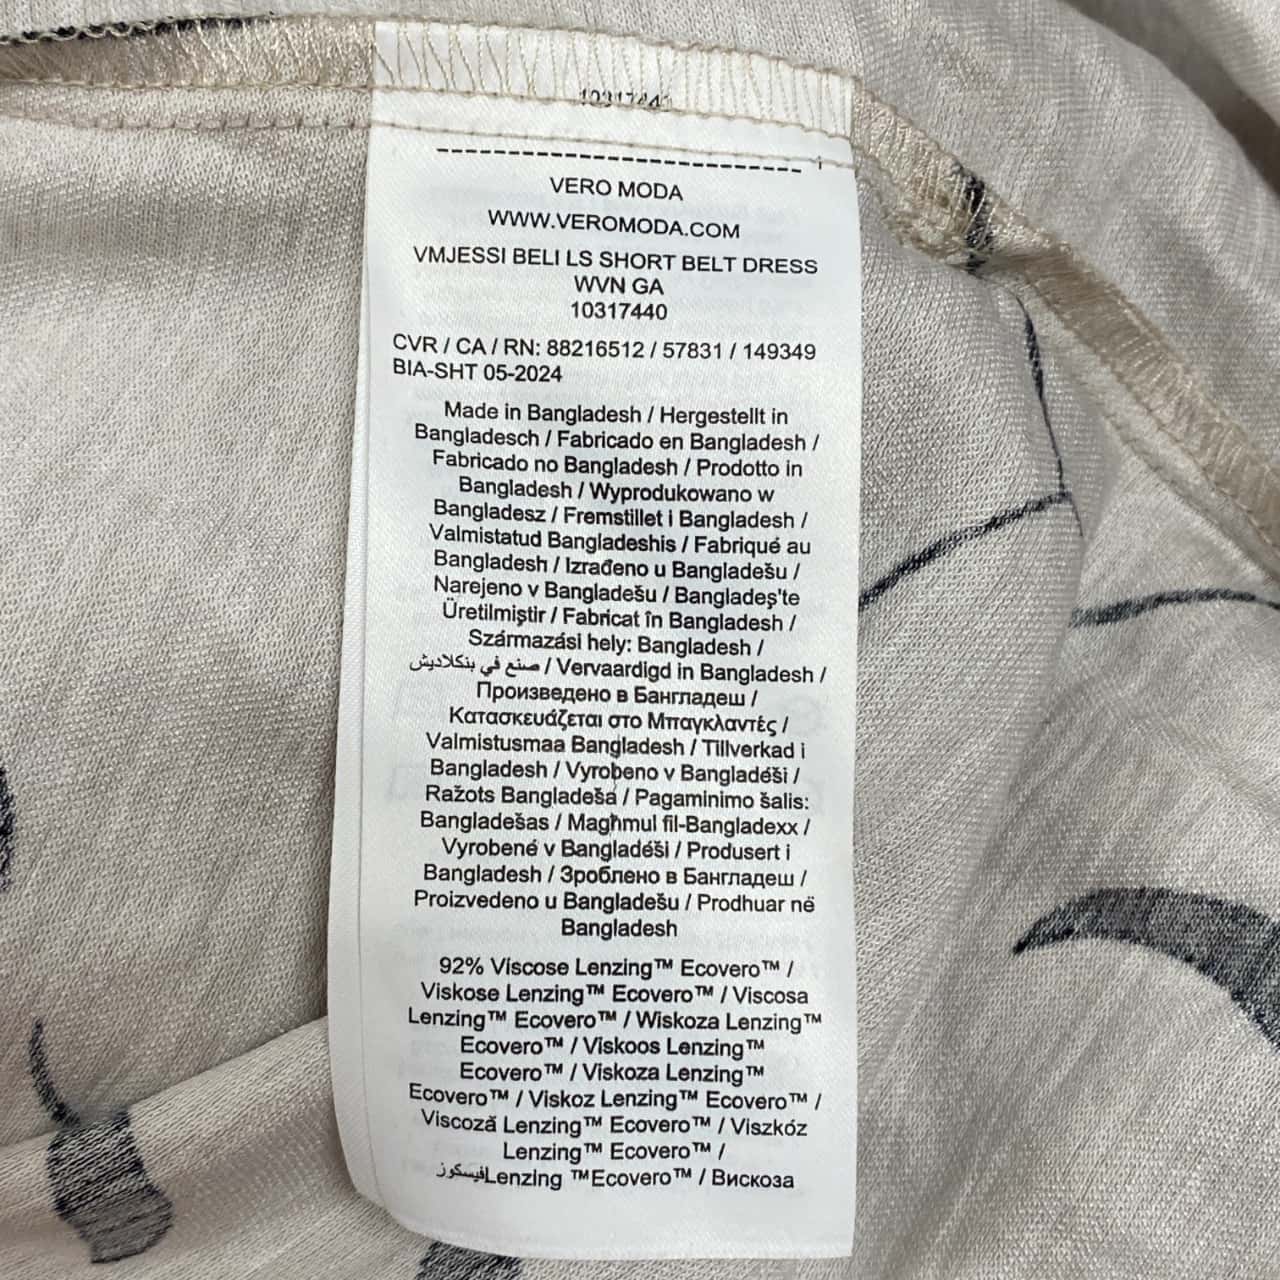 VERO MODA
WWW.VEROMODA.COM
VMJESSI BELI LS SHORT BELT DRESS
WVN GA
10317440
CVR / CA / RN: 88216512 / 57831 / 149349
BIA-SHT 05-2024
Made in Bangladesh / Hergestellt in
Bangladesch / Fabricado en Bangladesh /
Fabricado no Bangladesh / Prodotto in
Bangladesh / Wyprodukowano w
Bangladesz / Fremstillet i Bangladesh /
Valmistatud Bangladeshis / Fabriqué au
Bangladesh / Izrađeno u Bangladešu /
Narejeno v Bangladešu / Bangladeş'te
Üretilmiştir / Fabricat în Bangladesh /
Származási hely: Bangladesh /
صنع في بنكلاديش / Vervaardigd in Bangladesh /
Произведено в Бангладеш /
Κατασκευάζεται στο Μπαγκλαντές /
Valmistusmaa Bangladesh / Tillverkad i
Bangladesh / Vyrobeno v Bangladéši /
Ražots Bangladeša / Pagaminimo šalis:
Bangladešas / Magħmul fil-Bangladexx /
Vyrobené v Bangladéši / Produsert i
Bangladesh / Зроблено в Бангладеш /
Proizvedeno u Bangladešu / Prodhuar në
Bangladesh
92% Viscose Lenzing™ Ecovero™ /
Viskose Lenzing™ Ecovero™ / Viscosa
Lenzing™ Ecovero™ / Wiskoza Lenzing™
Ecovero™ / Viskoos Lenzing™
Ecovero™ / Viskoza Lenzing™
Ecovero™ / Viskoz Lenzing™ Ecovero™ /
Viscoză Lenzing™ Ecovero™ / Viszkóz
Lenzing™ Ecovero™ /
فيسكوزLenzing ™Ecovero™ / Вискоза